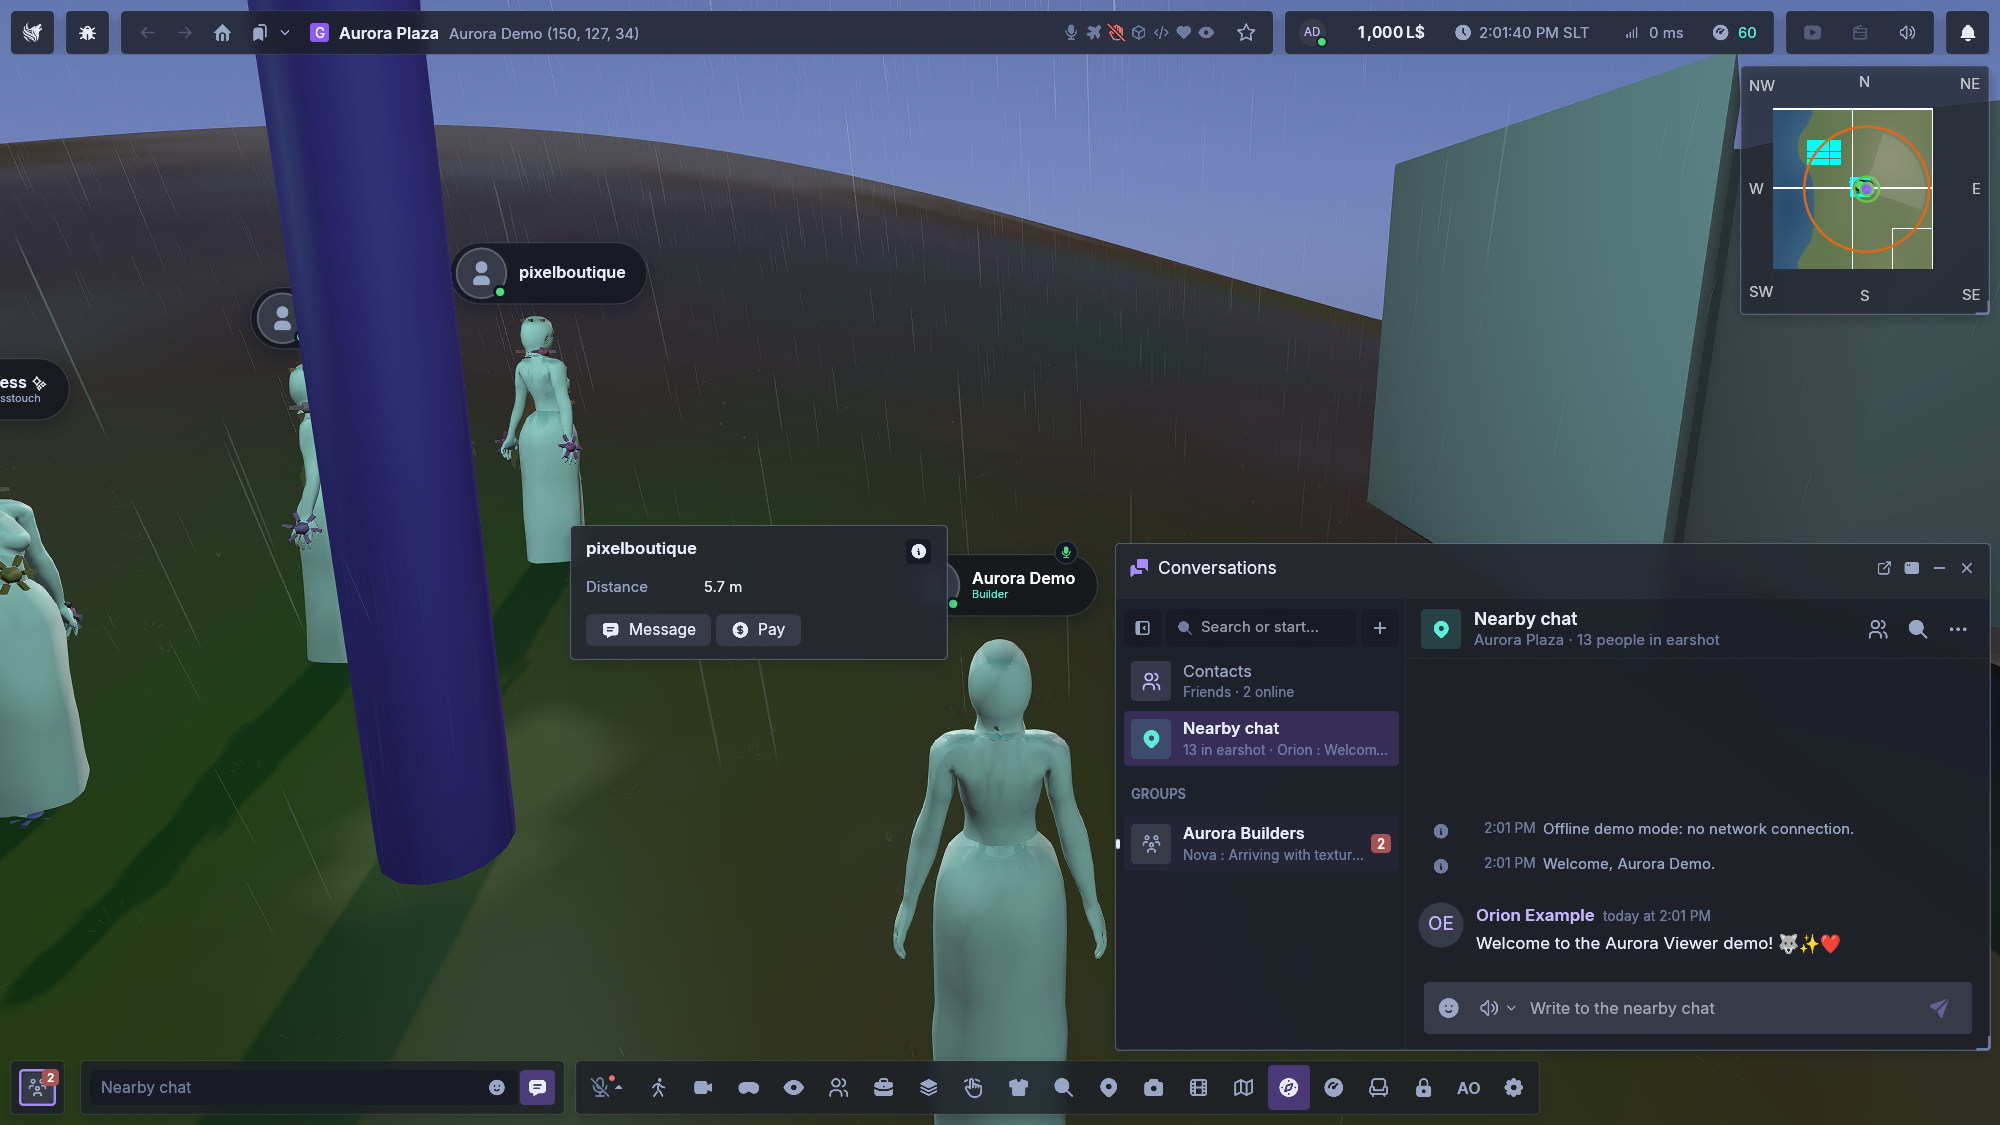 G Aurora Plaza Aurora Demo (150, 127, 34)
AD 1,000 L$ 2:01:40 PM SLT 0 ms 60
NW N NE
W E
SW S SE
pixelboutique
ess
sstouch
pixelboutique
Distance 5.7 m
Message Pay
Aurora Demo
Builder
Conversations
Search or start...
Contacts
Friends · 2 online
Nearby chat
13 in earshot · Orion : Welcom...
GROUPS
Aurora Builders
Nova : Arriving with textur...
2
Nearby chat
Aurora Plaza · 13 people in earshot
2:01 PM Offline demo mode: no network connection.
2:01 PM Welcome, Aurora Demo.
OE Orion Example today at 2:01 PM
Welcome to the Aurora Viewer demo! 🐺✨❤️
Write to the nearby chat
2
Nearby chat
AO